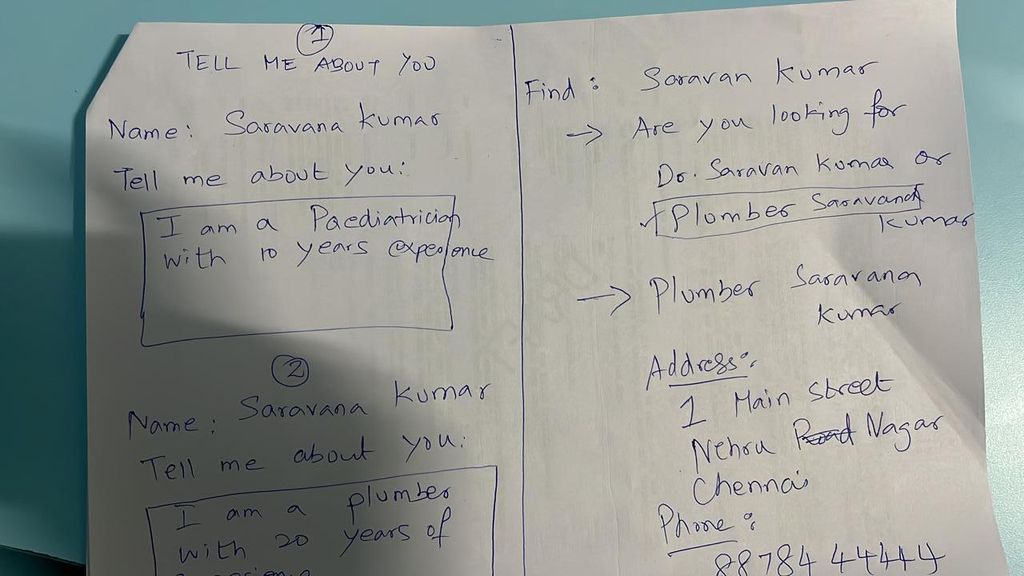 1
TELL ME ABOUT YOU
Name: Saravana Kumar
Tell me about you:
I am a Paediatrician
with 10 years experience
2
Name: Saravana Kumar
Tell me about you:
I am a plumber
with 20 years of
Find: Saravan Kumar
→ Are you looking for
Dr. Saravan Kumar or
✓ Plumber Saravana
Kumar
→ Plumber Saravana
Kumar
Address:
1 Main Street
Nehru Road Nagar
Chennai
Phone:
88784 44444